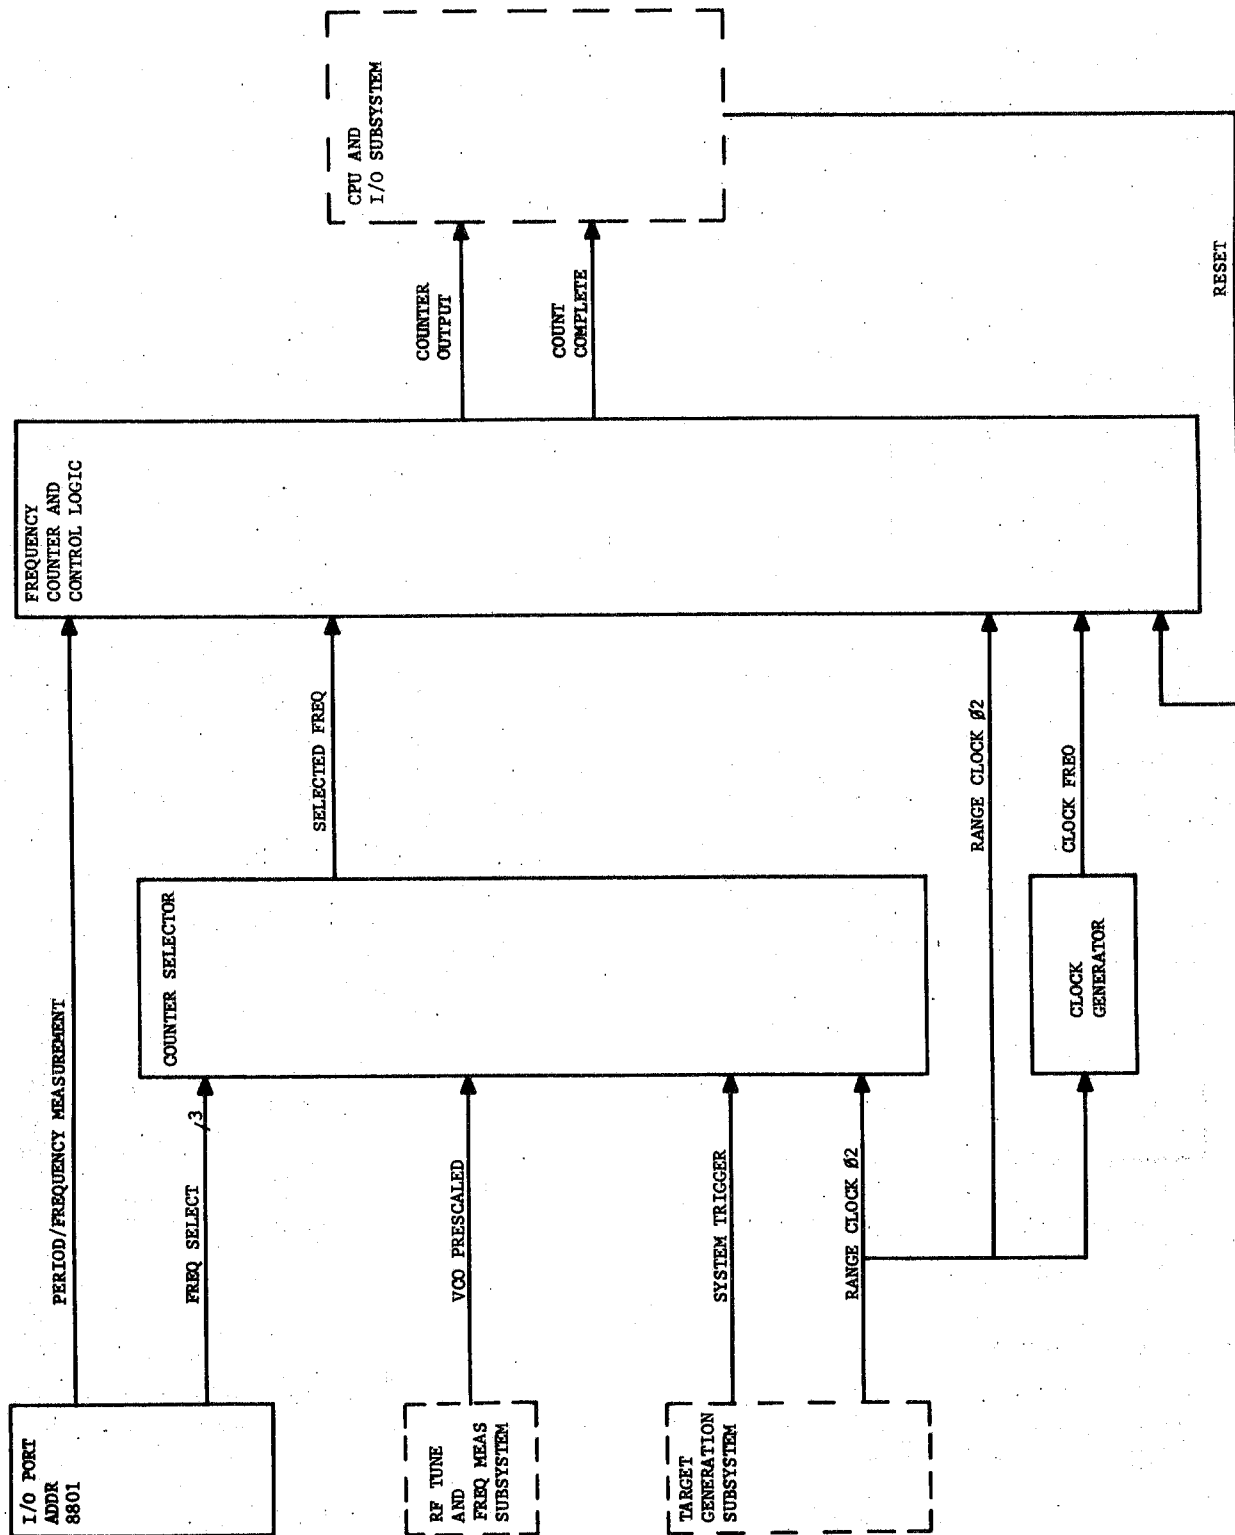 I/O PORT
ADDR
8801
PERIOD/FREQUENCY MEASUREMENT
FREQ SELECT
/3
RF TUNE
AND
FREQ MEAS
SUBSYSTEM
VCO PRESCALED
TARGET
GENERATION
SUBSYSTEM
SYSTEM TRIGGER
RANGE CLOCK Ø2
COUNTER SELECTOR
CLOCK
GENERATOR
SELECTED FREQ
RANGE CLOCK Ø2
CLOCK FREQ
FREQUENCY
COUNTER AND
CONTROL LOGIC
COUNTER
OUTPUT
COUNT
COMPLETE
CPU AND
I/O SUBSYSTEM
RESET